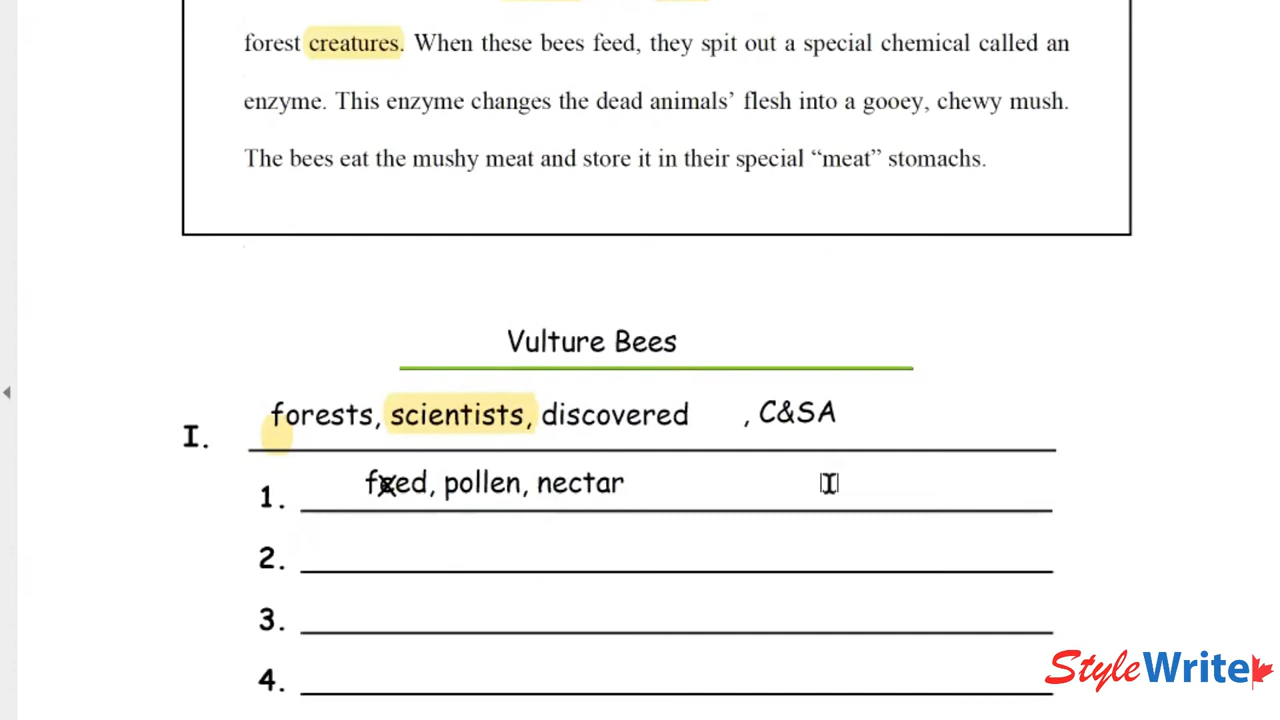 forest creatures. When these bees feed, they spit out a special chemical called an
enzyme. This enzyme changes the dead animals’ flesh into a gooey, chewy mush.
The bees eat the mushy meat and store it in their special “meat” stomachs.
Vulture Bees
I. forests, scientists, discovered , C&SA
1. feed, pollen, nectar
2.
3.
4.
StyleWrite